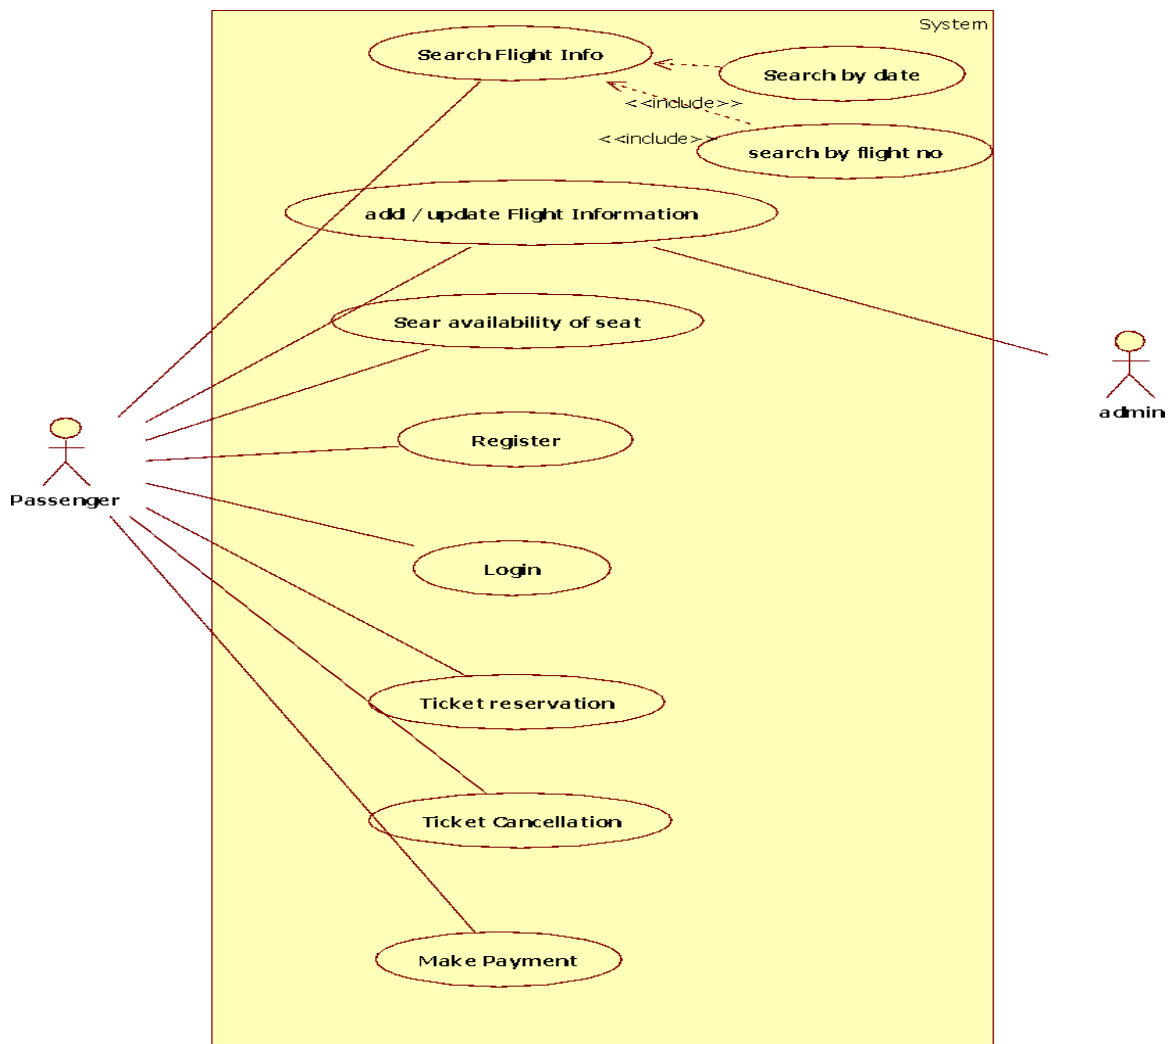 System
Search Flight Info
Search by date
<<include>>
<<include>>
search by flight no
add / update Flight Information
Sear availability of seat
admin
Register
Passenger
Login
Ticket reservation
Ticket Cancellation
Make Payment